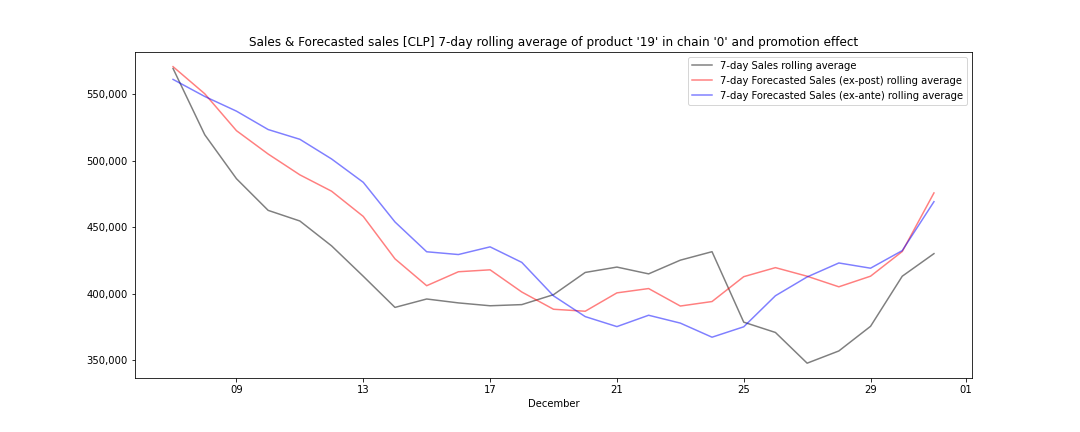 Sales & Forecasted sales [CLP] 7-day rolling average of product '19' in chain '0' and promotion effect
7-day Sales rolling average
7-day Forecasted Sales (ex-post) rolling average
7-day Forecasted Sales (ex-ante) rolling average
550,000
500,000
450,000
400,000
350,000
09 13 17 21 25 29 01
December